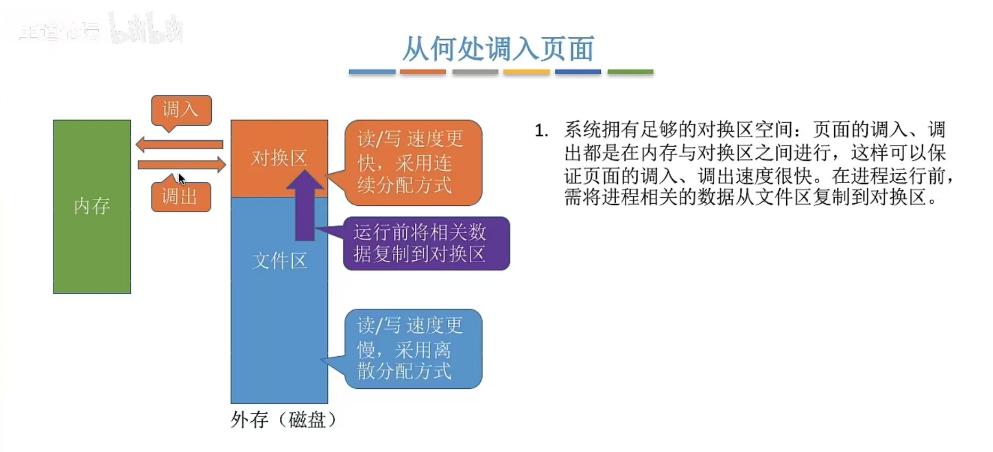 从何处调入页面
调入
调出
内存
对换区
文件区
外存（磁盘）
读/写 速度更
快，采用连
续分配方式
运行前将相关数
据复制到对换区
读/写 速度更
慢，采用离
散分配方式
1. 系统拥有足够的对换区空间：页面的调入、调
出都是在内存与对换区之间进行，这样可以保
证页面的调入、调出速度很快。在进程运行前，
需将进程相关的数据从文件区复制到对换区。